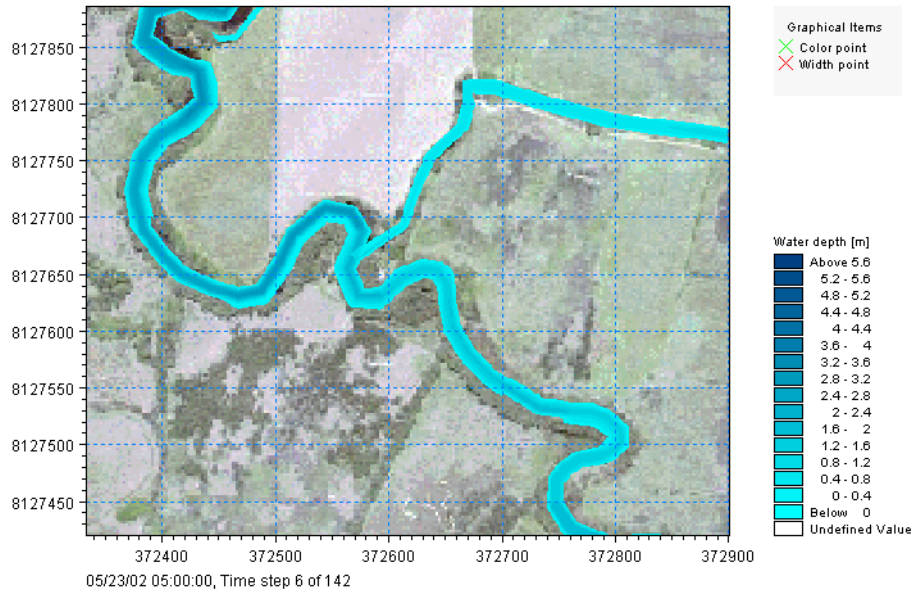 Graphical Items
Color point
Width point
8127850
8127800
8127750
8127700
8127650
8127600
8127550
8127500
8127450
372400 372500 372600 372700 372800 372900
05/23/02 05:00:00, Time step 6 of 142
Water depth [m]
Above 5.6
5.2 - 5.6
4.8 - 5.2
4.4 - 4.8
4 - 4.4
3.6 - 4
3.2 - 3.6
2.8 - 3.2
2.4 - 2.8
2 - 2.4
1.6 - 2
1.2 - 1.6
0.8 - 1.2
0.4 - 0.8
0 - 0.4
Below 0
Undefined Value